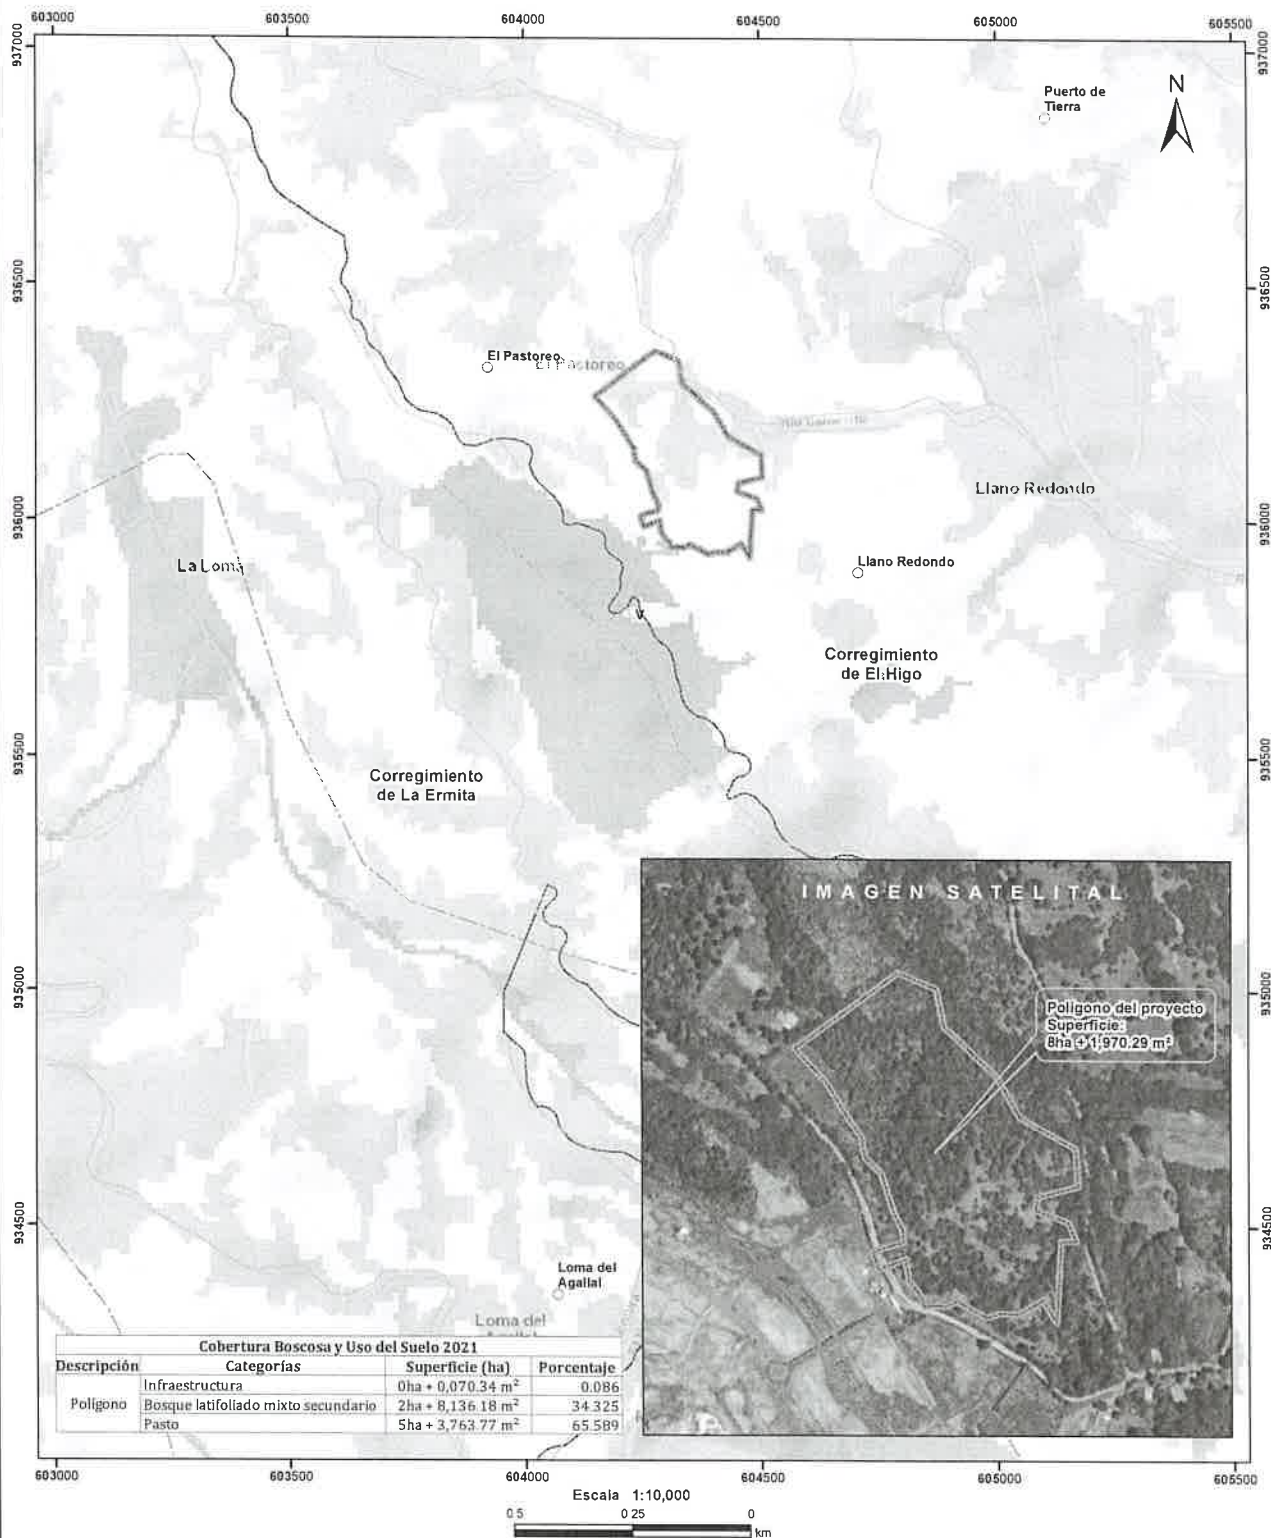 603000 603500 604000 604500 605000 605500
937000 937000
Puerto de
Tierra
N
936500 936500
El Pastoreo
El Pastoreo
Llano Redondo
936000 936000
La Loma
Llano Redondo
Corregimiento
de El Higo
935500 935500
Corregimiento
de La Ermita
IMAGEN SATELITAL
935000 935000
Poligono del proyecto
Superficie:
8ha + 1,970.29 m²
934500 934500
Loma del
Agallal
Loma del
Cobertura Boscosa y Uso del Suelo 2021
Descripción Categorías Superficie (ha) Porcentaje
Polígono
Infraestructura 0ha + 0,070.34 m² 0.086
Bosque latifoliado mixto secundario 2ha + 8,136.18 m² 34.325
Pasto 5ha + 3,763.77 m² 65.589
603000 603500 604000 604500 605000 605500
Escala 1:10,000
0.5 0.25 0
km